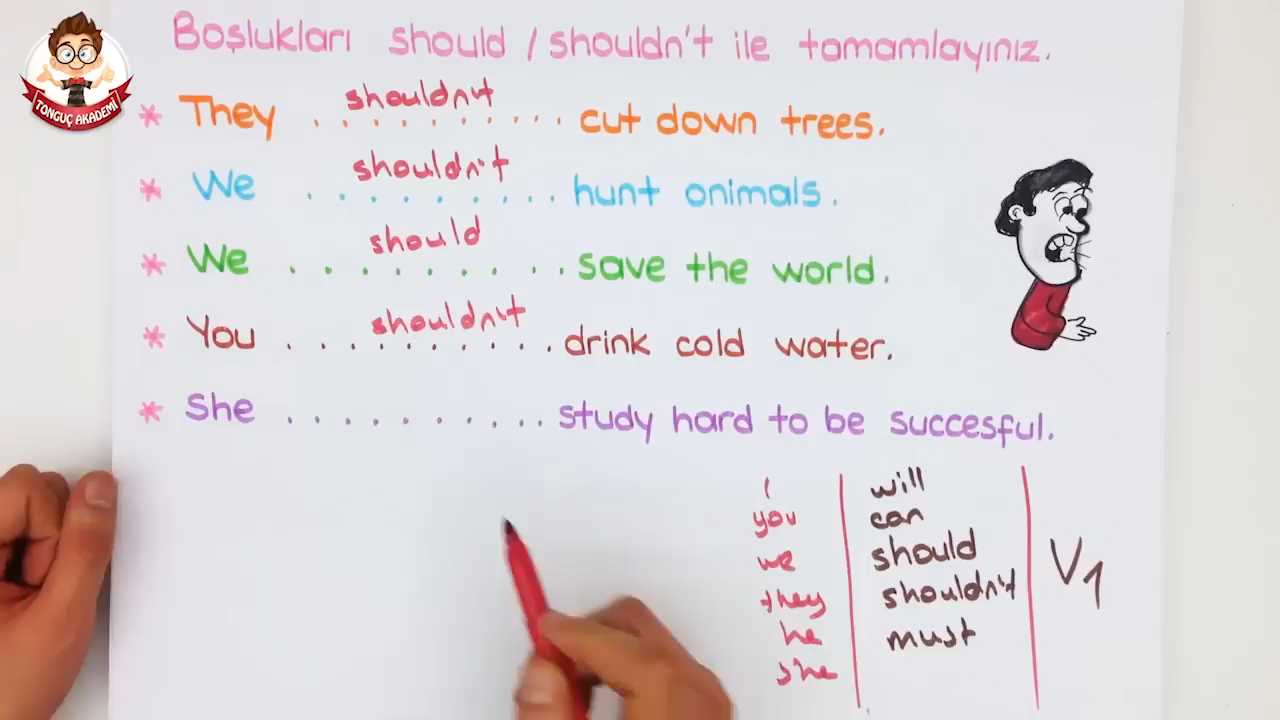 Boşlukları should / shouldn't ile tamamlayınız.
TONGUÇ AKADEMİ
* They shouldn't .......... cut down trees.
* We shouldn't .......... hunt onimals.
* We should .......... save the world.
* You shouldn't .......... drink cold water.
* She .......... study hard to be succesful.
I
you
we
they
he
she
will
can
should
shouldn't
must
V1